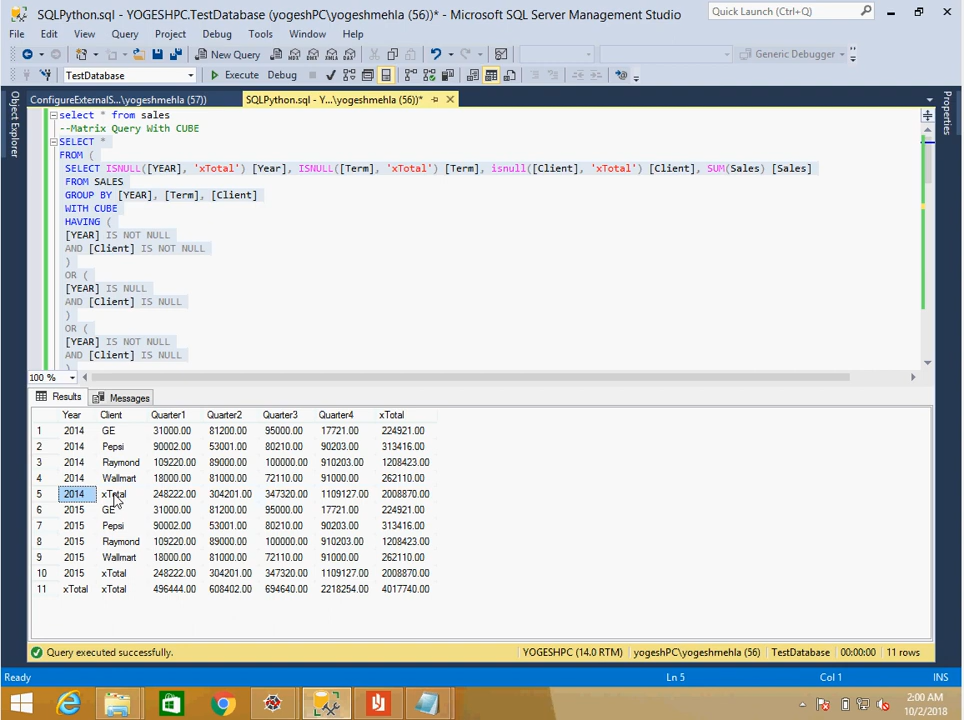 SQLPython.sql - YOGESHPC.TestDatabase (yogeshPC\yogeshmehla (56))* - Microsoft SQL Server Management Studio
Quick Launch (Ctrl+Q)
File Edit View Query Project Debug Tools Window Help
New Query
Generic Debugger
TestDatabase
Execute Debug
ConfigureExternalS...\yogeshmehla (57))
SQLPython.sql - Y...\yogeshmehla (56))*
Object Explorer
Properties
select * from sales
--Matrix Query With CUBE
SELECT *
FROM (
SELECT ISNULL([YEAR], 'xTotal') [Year], ISNULL([Term], 'xTotal') [Term], isnull([Client], 'xTotal') [Client], SUM(Sales) [Sales]
FROM SALES
GROUP BY [YEAR], [Term], [Client]
WITH CUBE
HAVING (
[YEAR] IS NOT NULL
AND [Client] IS NOT NULL
)
OR (
[YEAR] IS NULL
AND [Client] IS NULL
)
OR (
[YEAR] IS NOT NULL
AND [Client] IS NULL
100 %
Results Messages
Year Client Quarter1 Quarter2 Quarter3 Quarter4 xTotal
1 2014 GE 31000.00 81200.00 95000.00 17721.00 224921.00
2 2014 Pepsi 90002.00 53001.00 80210.00 90203.00 313416.00
3 2014 Raymond 109220.00 89000.00 100000.00 910203.00 1208423.00
4 2014 Wallmart 18000.00 81000.00 72110.00 91000.00 262110.00
5 2014 xTotal 248222.00 304201.00 347320.00 1109127.00 2008870.00
6 2015 GE 31000.00 81200.00 95000.00 17721.00 224921.00
7 2015 Pepsi 90002.00 53001.00 80210.00 90203.00 313416.00
8 2015 Raymond 109220.00 89000.00 100000.00 910203.00 1208423.00
9 2015 Wallmart 18000.00 81000.00 72110.00 91000.00 262110.00
10 2015 xTotal 248222.00 304201.00 347320.00 1109127.00 2008870.00
11 xTotal xTotal 496444.00 608402.00 694640.00 2218254.00 4017740.00
Query executed successfully.
YOGESHPC (14.0 RTM) yogeshPC\yogeshmehla (56) TestDatabase 00:00:00 11 rows
Ready Ln 5 Col 1 INS
2:00 AM
10/2/2018